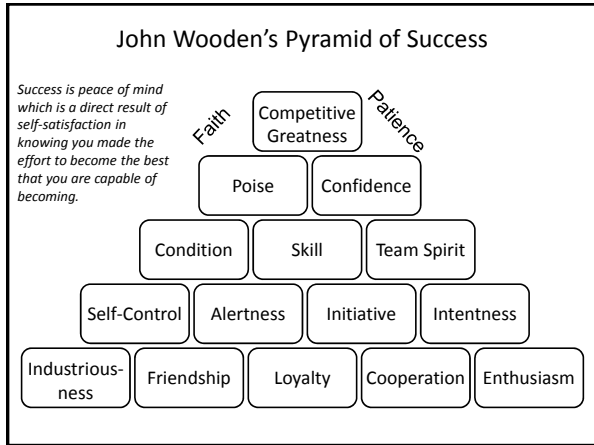 John Wooden’s Pyramid of Success
Success is peace of mind
which is a direct result of
self-satisfaction in
knowing you made the
effort to become the best
that you are capable of
becoming.
Faith
Competitive
Greatness
Patience
Poise
Confidence
Condition
Skill
Team Spirit
Self-Control
Alertness
Initiative
Intentness
Industrious-
ness
Friendship
Loyalty
Cooperation
Enthusiasm